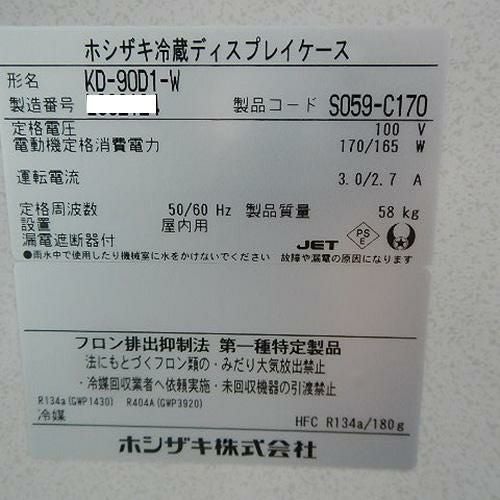 ホシザキ冷蔵ディスプレイケース
形名 KD-90D1-W
製造番号 製品コード S059-C170
定格電圧 100 V
電動機定格消費電力 170/165 W
運転電流 3.0/2.7 A
定格周波数 50/60 Hz 製品質量 58 kg
設置 屋内用
漏電遮断器付 JET PSE
●雨水中で使用したり機械室に水をかけないでください 故障や漏電の原因になります
フロン排出抑制法 第一種特定製品
法にもとづくフロン類の・みだり大気放出禁止
・冷媒回収業者へ依頼実施・未回収機器の引渡禁止
R134a(GWP1430) R404A(GWP3920)
冷媒 HFC R134a/180g
ホシザキ株式会社